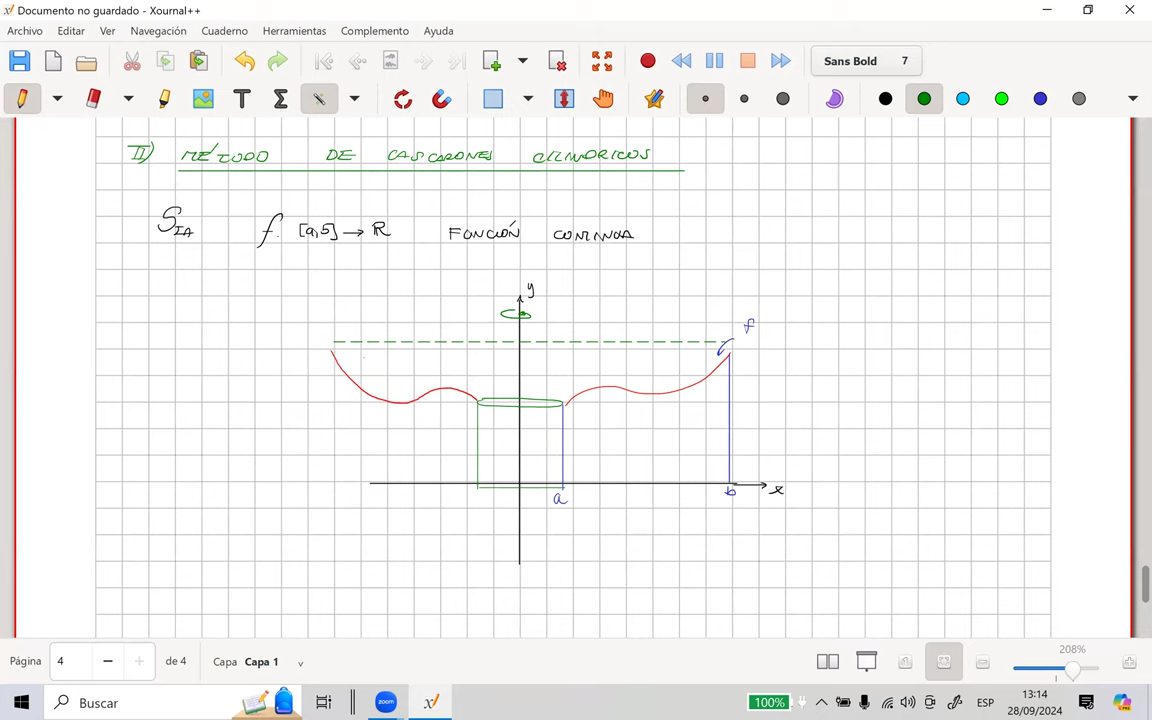 Documento no guardado - Xournal++
Archivo Editar Ver Navegación Cuaderno Herramientas Complemento Ayuda
Sans Bold 7
II) MÉTODO DE CASCARONES CILINDRICOS
SIA f: [a,b] → R FUNCIÓN CONTINUA
y
f
a b x
Página 4 de 4 Capa Capa 1 208%
Buscar zoom 100% ESP 13:14
28/09/2024